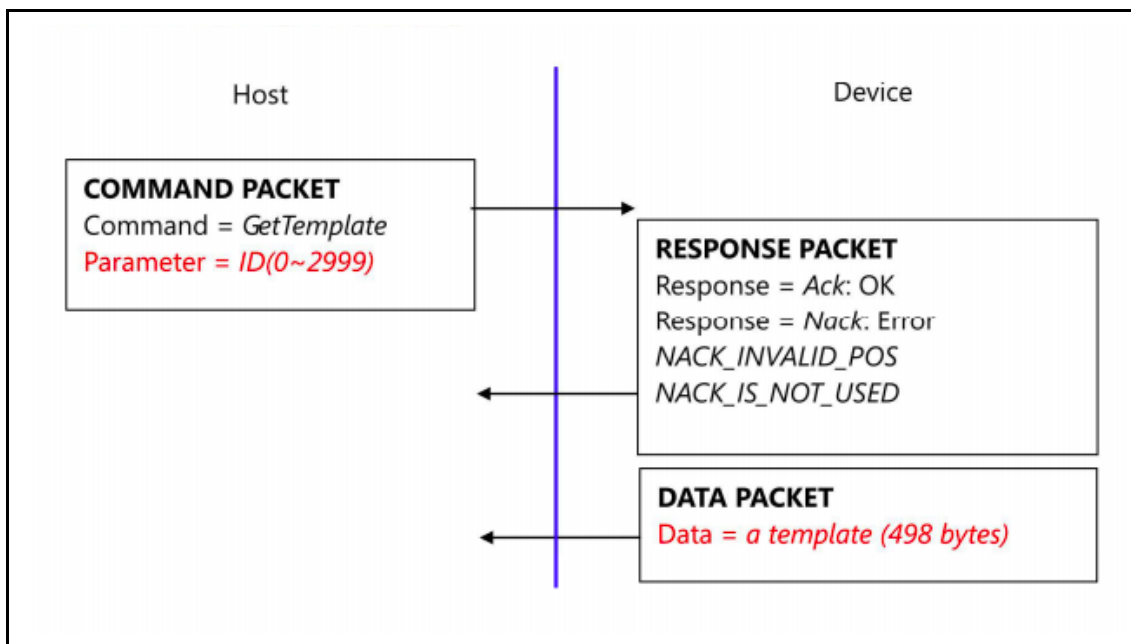 Host
Device
COMMAND PACKET
Command = GetTemplate
Parameter = ID(0~2999)
RESPONSE PACKET
Response = Ack: OK
Response = Nack: Error
NACK_INVALID_POS
NACK_IS_NOT_USED
DATA PACKET
Data = a template (498 bytes)